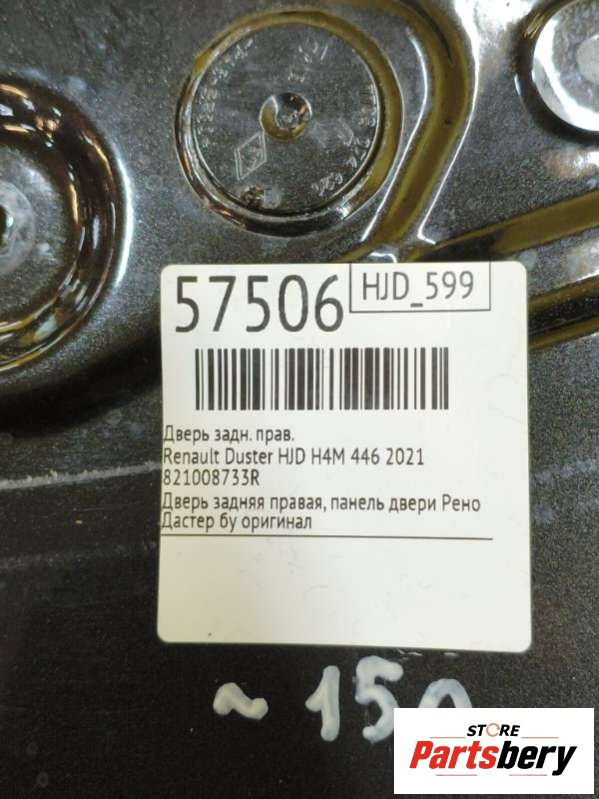 57506
HJD_599
Дверь задн. прав.
Renault Duster HJD H4M 446 2021
821008733R
Дверь задняя правая, панель двери Рено
Дастер бу оригинал
STORE
Partsbery